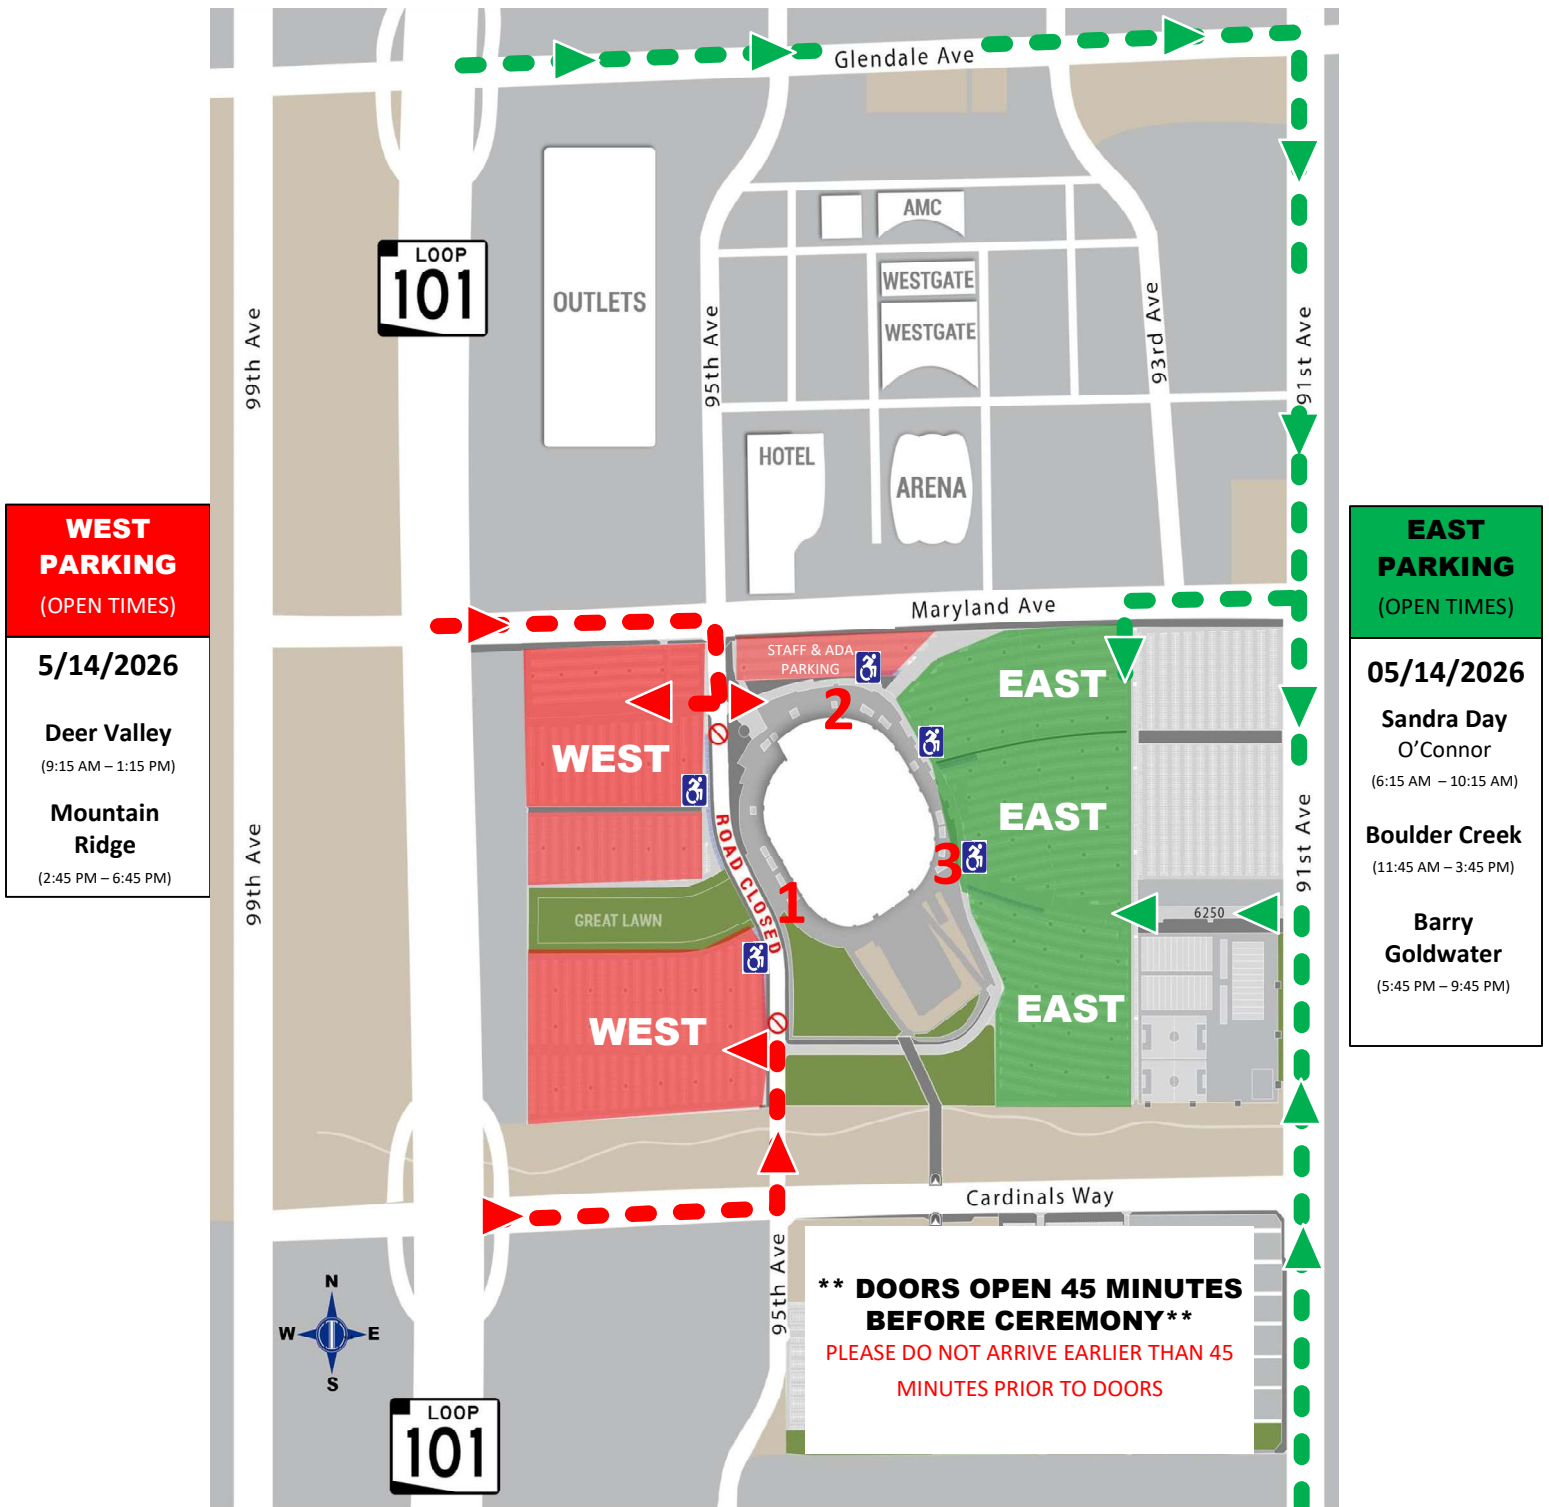 Glendale Ave
AMC
LOOP
101
OUTLETS
WESTGATE
WESTGATE
99th Ave
95th Ave
93rd Ave
91st Ave
HOTEL
ARENA
WEST
PARKING
(OPEN TIMES)
5/14/2026
Deer Valley
(9:15 AM – 1:15 PM)
Mountain
Ridge
(2:45 PM – 6:45 PM)
EAST
PARKING
(OPEN TIMES)
05/14/2026
Sandra Day
O’Connor
(6:15 AM – 10:15 AM)
Boulder Creek
(11:45 AM – 3:45 PM)
Barry
Goldwater
(5:45 PM – 9:45 PM)
Maryland Ave
STAFF & ADA
PARKING
EAST
2
WEST
EAST
ROAD CLOSED
3
99th Ave
91st Ave
1
GREAT LAWN
6250
EAST
WEST
Cardinals Way
95th Ave
N
W
E
S
** DOORS OPEN 45 MINUTES
BEFORE CEREMONY**
PLEASE DO NOT ARRIVE EARLIER THAN 45
MINUTES PRIOR TO DOORS
LOOP
101